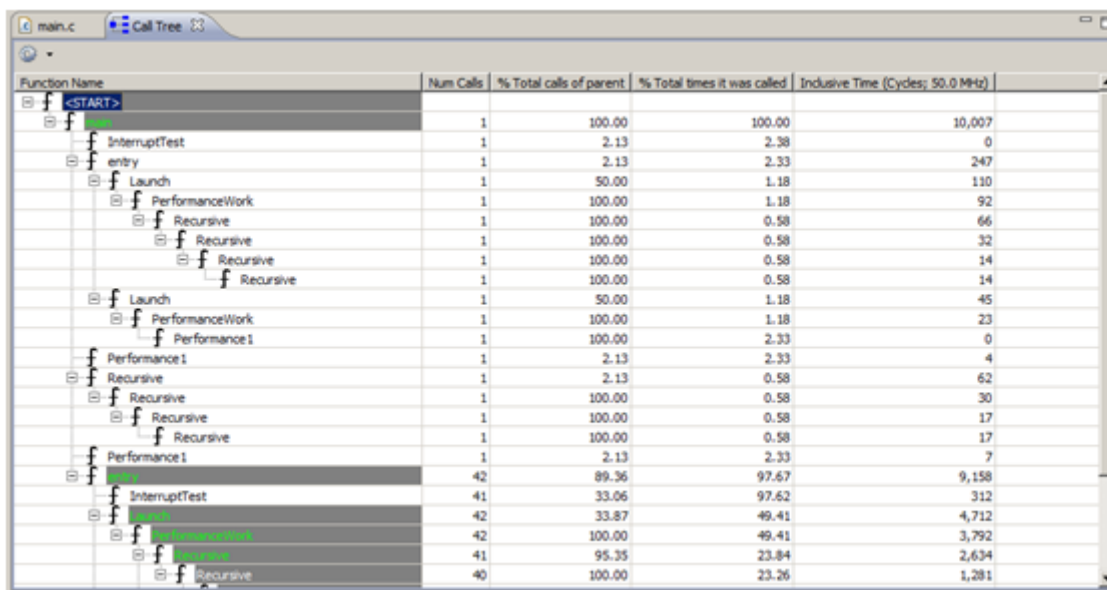 main.c Call Tree
Function Name Num Calls % Total calls of parent % Total times it was called Inclusive Time (Cycles; 50.0 MHz)
<START>
main 1 100.00 100.00 10,007
InterruptTest 1 2.13 2.38 0
entry 1 2.13 2.33 247
Launch 1 50.00 1.18 110
PerformanceWork 1 100.00 1.18 92
Recursive 1 100.00 0.58 66
Recursive 1 100.00 0.58 32
Recursive 1 100.00 0.58 14
Recursive 1 100.00 0.58 14
Launch 1 50.00 1.18 45
PerformanceWork 1 100.00 1.18 23
Performance1 1 100.00 2.33 0
Performance1 1 2.13 2.33 4
Recursive 1 2.13 0.58 62
Recursive 1 100.00 0.58 30
Recursive 1 100.00 0.58 17
Recursive 1 100.00 0.58 17
Performance1 1 2.13 2.33 7
entry 42 89.36 97.67 9,158
InterruptTest 41 33.06 97.62 312
Launch 42 33.87 49.41 4,712
PerformanceWork 42 100.00 49.41 3,792
Recursive 41 95.35 23.84 2,634
Recursive 40 100.00 23.26 1,281